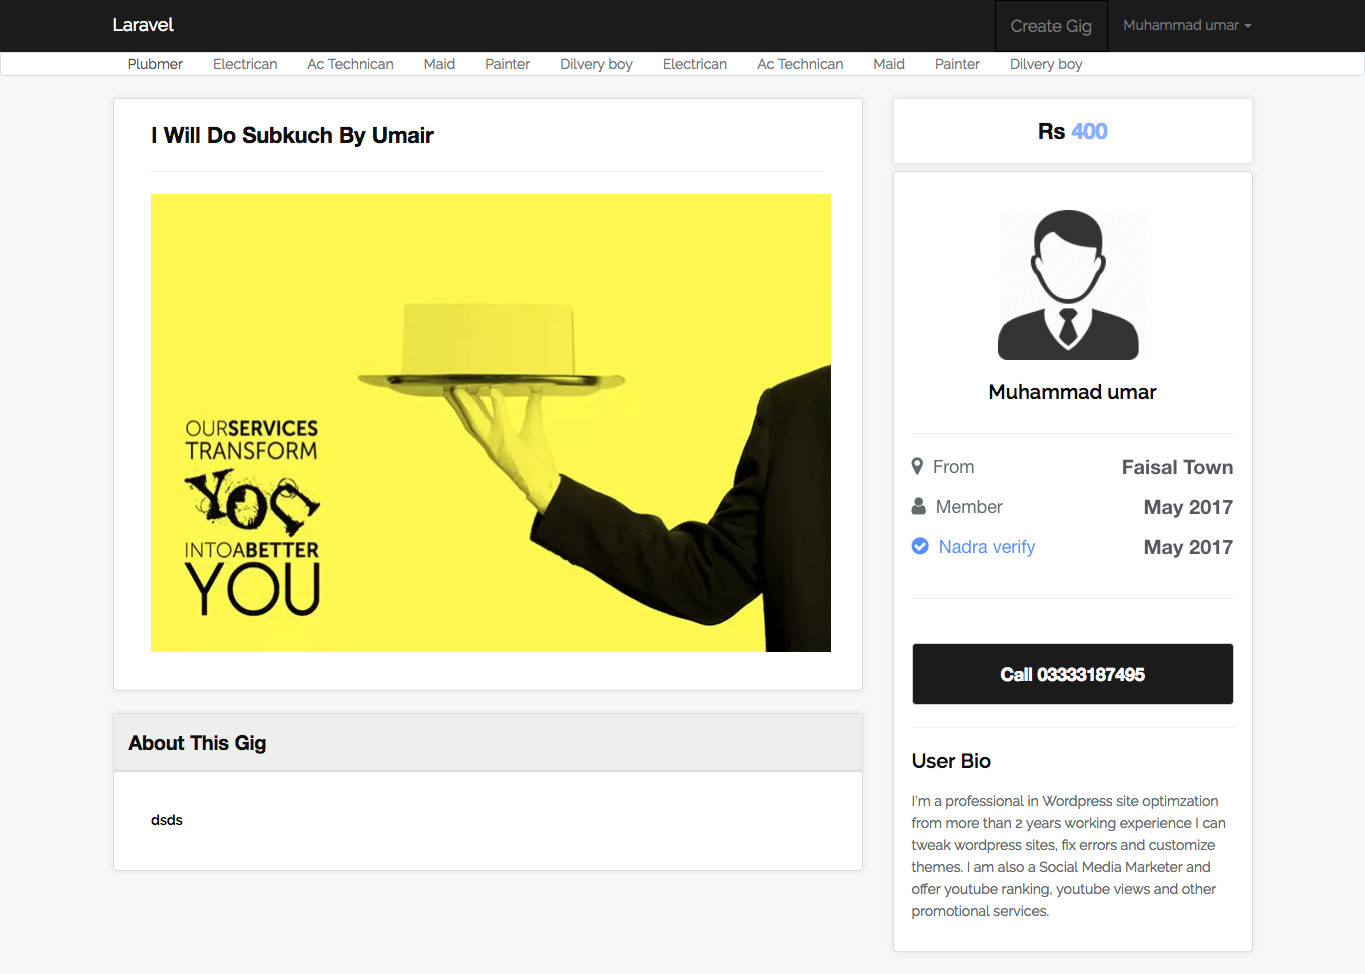 Laravel
Create Gig
Muhammad umar
Plubmer Electrican Ac Technican Maid Painter Dilvery boy Electrican Ac Technican Maid Painter Dilvery boy
I Will Do Subkuch By Umair
OURSERVICES
TRANSFORM
YOU
INTOABETTER
YOU
About This Gig
dsds
Rs 400
Muhammad umar
From Faisal Town
Member May 2017
Nadra verify May 2017
Call 03333187495
User Bio
I'm a professional in Wordpress site optimzation
from more than 2 years working experience I can
tweak wordpress sites, fix errors and customize
themes. I am also a Social Media Marketer and
offer youtube ranking, youtube views and other
promotional services.